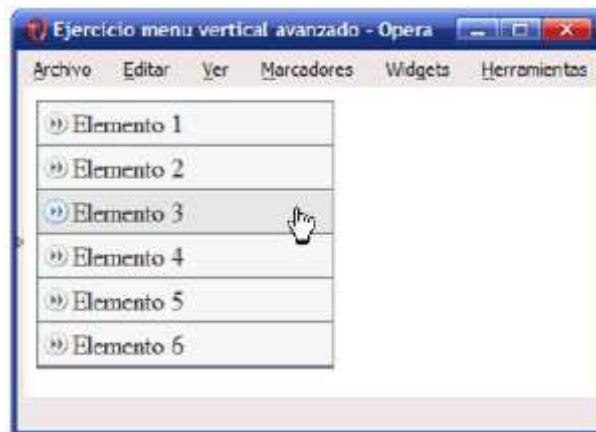 Ejercicio menu vertical avanzado - Opera
Archivo Editar Ver Marcadores Widgets Herramientas
Elemento 1
Elemento 2
Elemento 3
Elemento 4
Elemento 5
Elemento 6